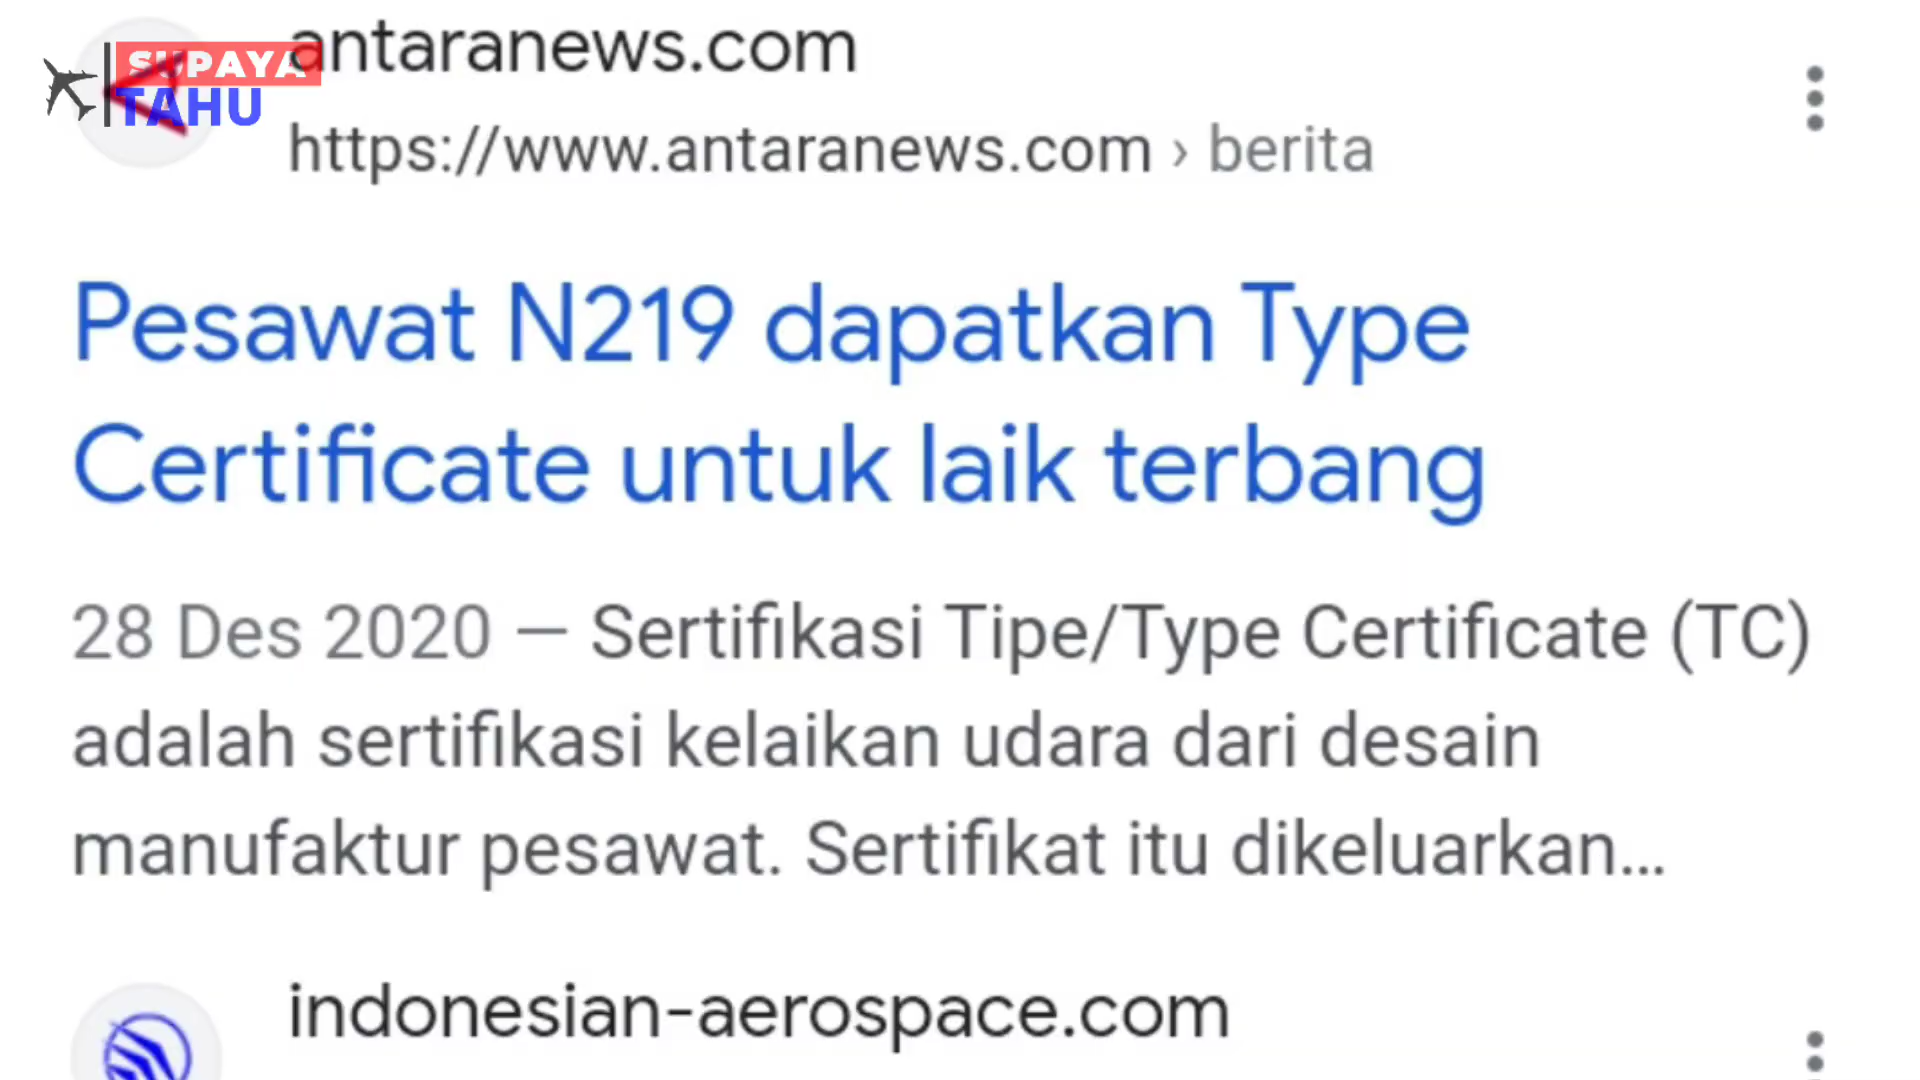 SUPAYA
TAHU
antaranews.com
https://www.antaranews.com › berita
Pesawat N219 dapatkan Type
Certificate untuk laik terbang
28 Des 2020 — Sertifikasi Tipe/Type Certificate (TC)
adalah sertifikasi kelaikan udara dari desain
manufaktur pesawat. Sertifikat itu dikeluarkan...
indonesian-aerospace.com